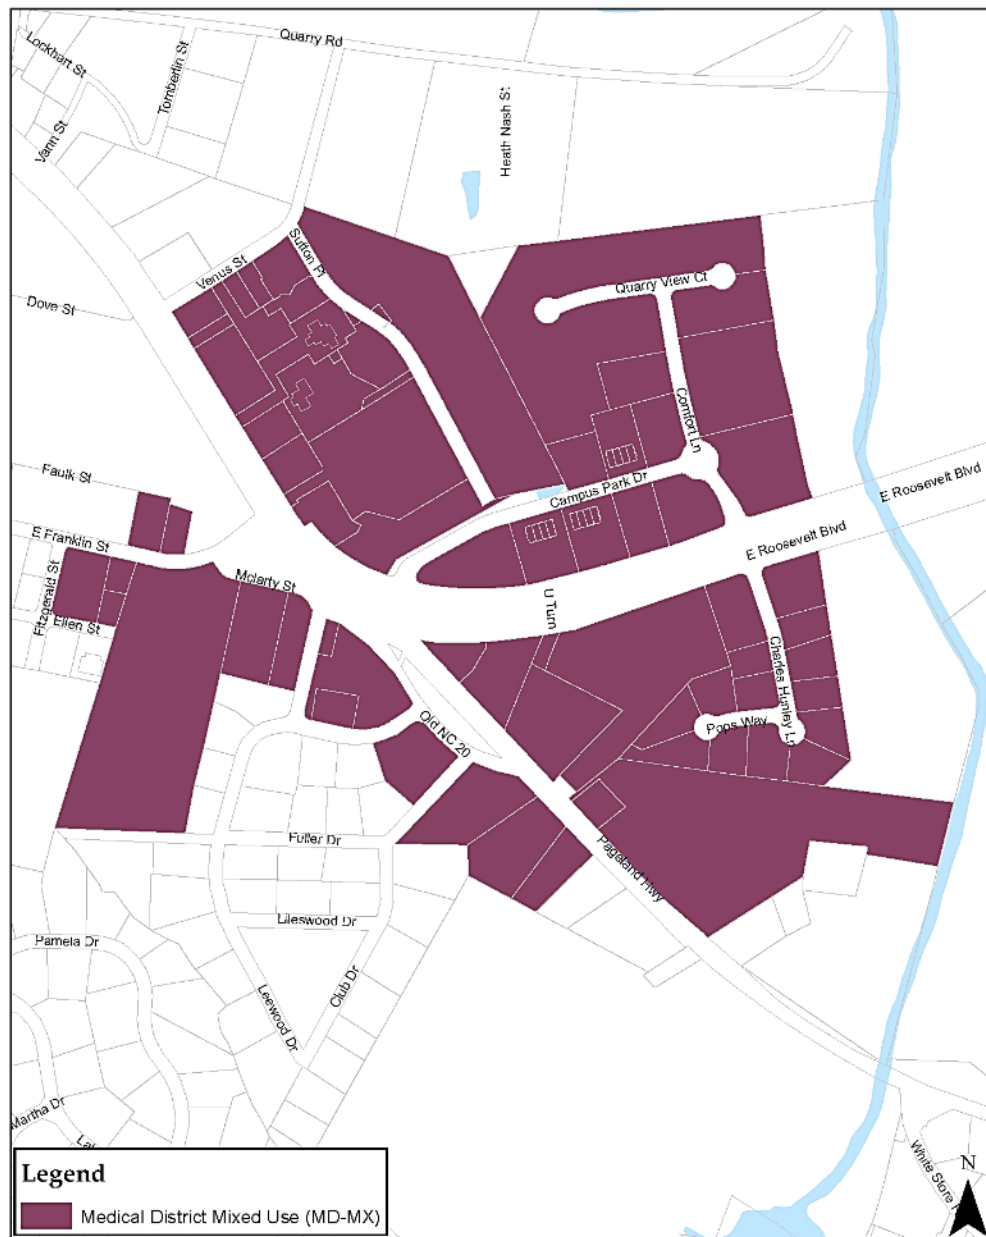 Quarry Rd
Lockhart St
Tomberlin St
Vann St
Heath Nash St
Sutton Pl
Venus St
Quarry View Ct
Dove St
Comfort Ln
Faulk St
Campus Park Dr
E Roosevelt Blvd
E Franklin St
E Roosevelt Blvd
Mclarty St
Fitzgerald St
U Turn
Ellen St
Charles Hunley Ln
Pops Way
Old NC 20
Fuller Dr
Pageland Hwy
Lileswood Dr
Pamela Dr
Club Dr
Leewood Dr
Martha Dr
White Store
N
Legend
Medical District Mixed Use (MD-MX)